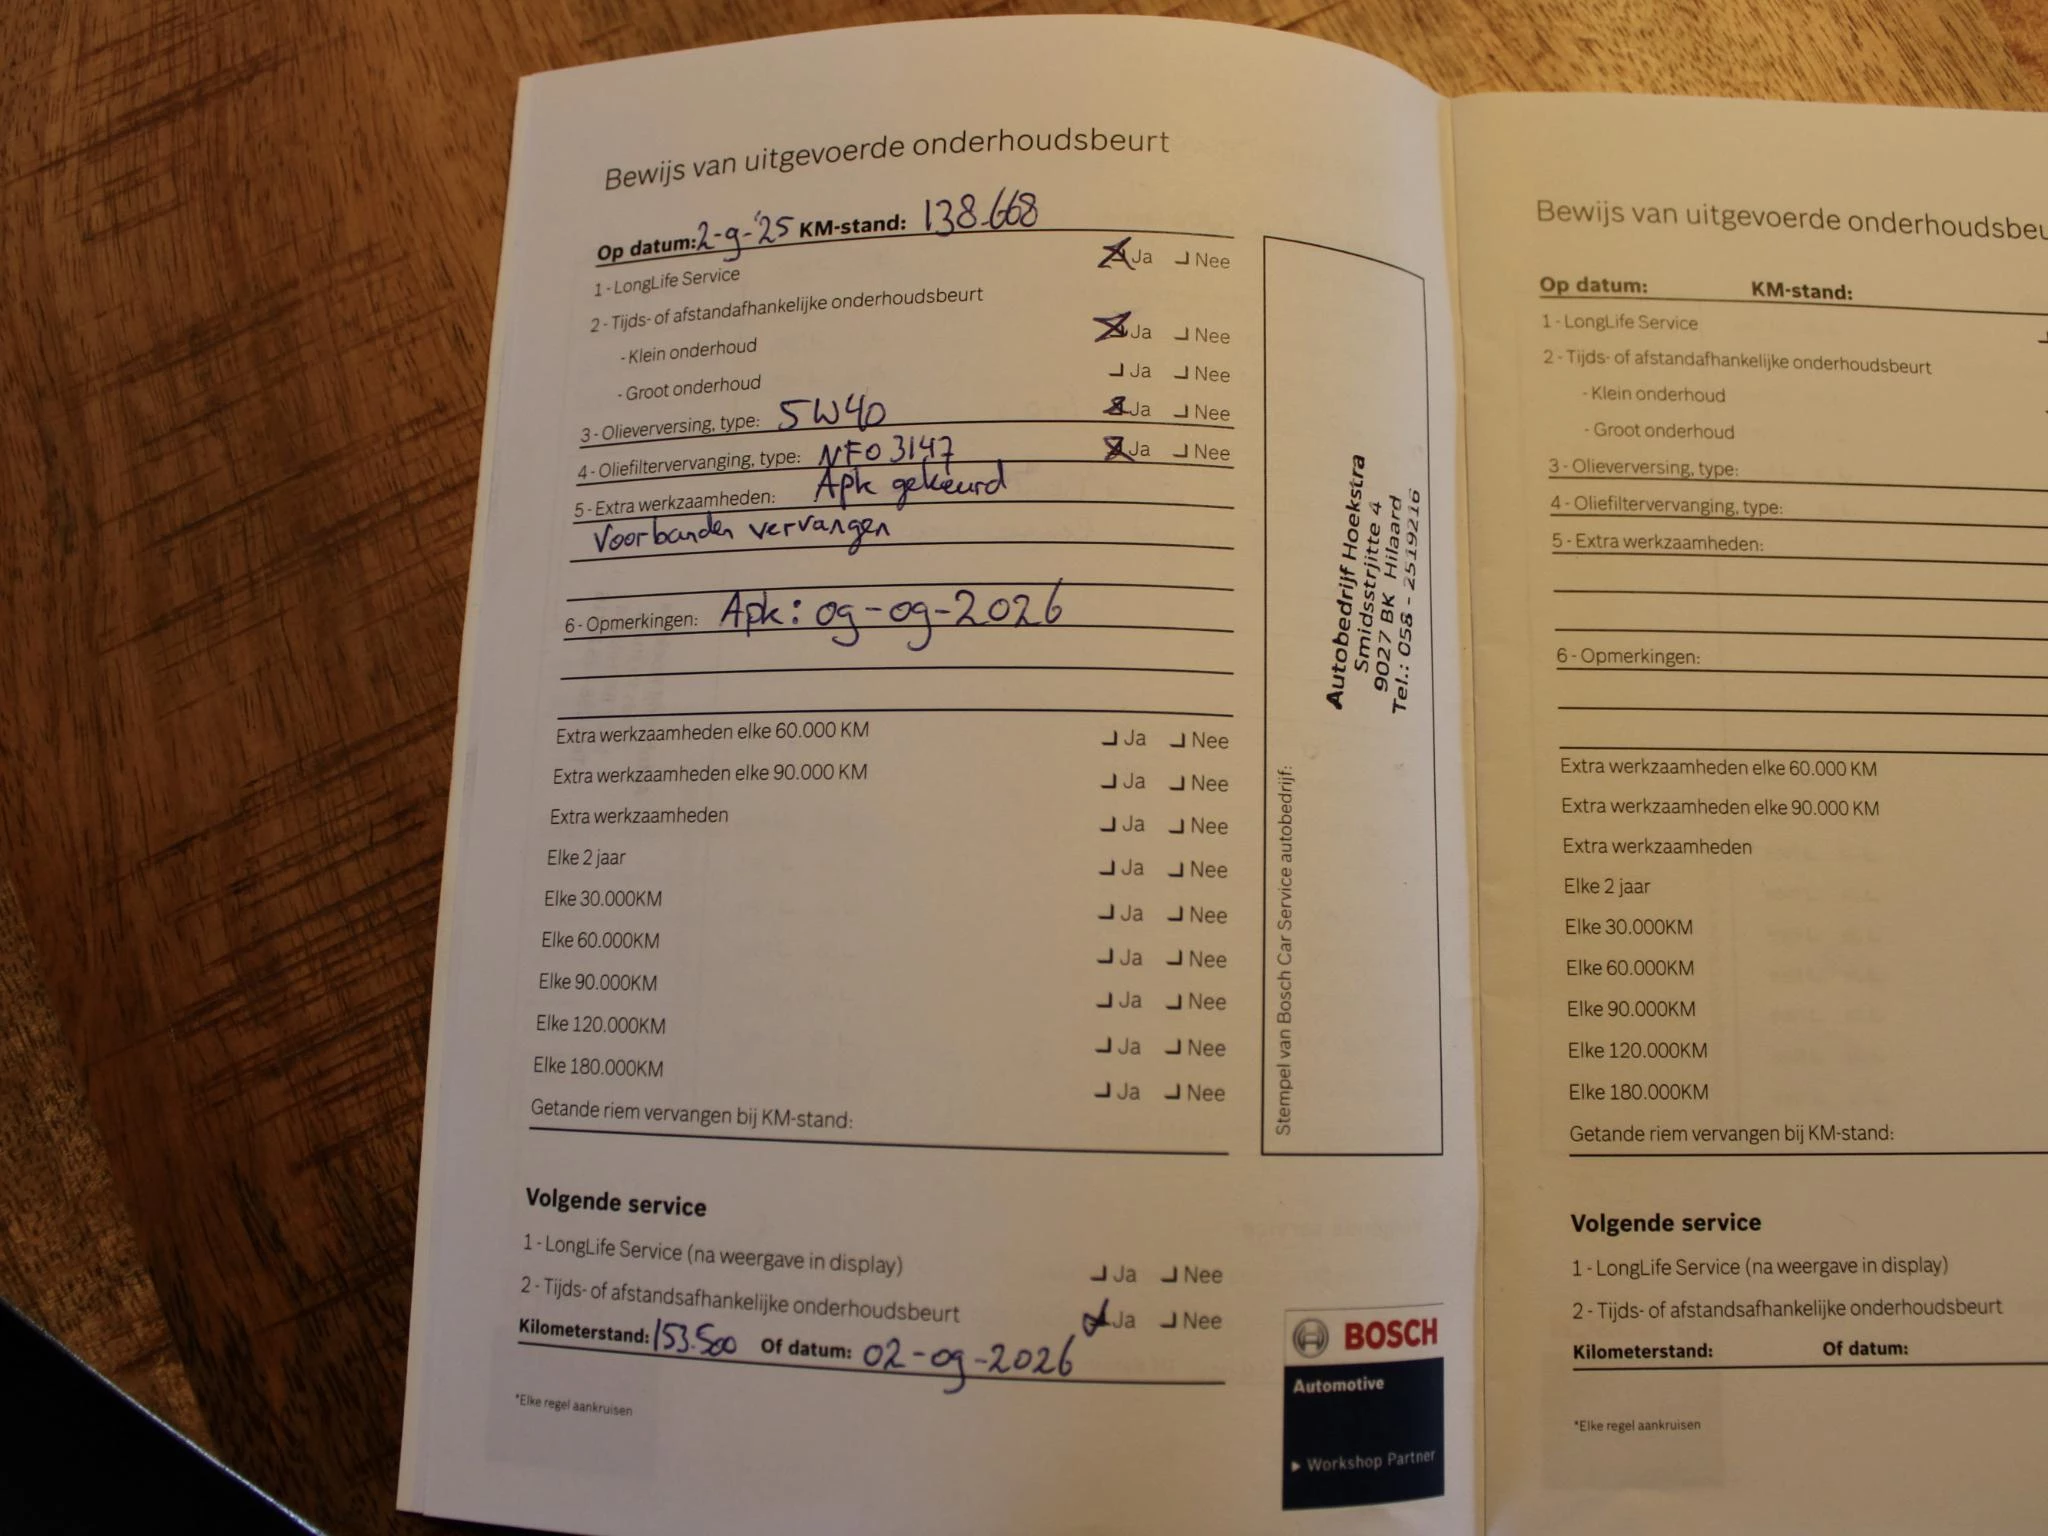 Bewijs van uitgevoerde onderhoudsbeurt
Op datum: 2-9-'25 KM-stand: 138.668
1 - LongLife Service Ja Nee
2 - Tijds- of afstandafhankelijke onderhoudsbeurt
- Klein onderhoud Ja Nee
- Groot onderhoud Ja Nee
3 - Olieverversing, type: 5W40 Ja Nee
4 - Oliefiltervervanging, type: NFO 3147 Ja Nee
5 - Extra werkzaamheden: Apk gekeurd
Voorbanden vervangen
6 - Opmerkingen: Apk: 09-09-2026
Extra werkzaamheden elke 60.000 KM Ja Nee
Extra werkzaamheden elke 90.000 KM Ja Nee
Extra werkzaamheden Ja Nee
Elke 2 jaar Ja Nee
Elke 30.000KM Ja Nee
Elke 60.000KM Ja Nee
Elke 90.000KM Ja Nee
Elke 120.000KM Ja Nee
Elke 180.000KM Ja Nee
Getande riem vervangen bij KM-stand:
Volgende service
1 - LongLife Service (na weergave in display) Ja Nee
2 - Tijds- of afstandsafhankelijke onderhoudsbeurt Ja Nee
Kilometerstand: 153.500 Of datum: 02-09-2026
*Elke regel aankruisen
Stempel van Bosch Car Service autobedrijf:
Autobedrijf Hoekstra
Smidsstrjitte 4
9027 BK Hilaard
Tel.: 058 - 2519216
BOSCH
Automotive
Workshop Partner
Bewijs van uitgevoerde onderhoudsbeu
Op datum: KM-stand:
1 - LongLife Service
2 - Tijds- of afstandafhankelijke onderhoudsbeurt
- Klein onderhoud
- Groot onderhoud
3 - Olieverversing, type:
4 - Oliefiltervervanging, type:
5 - Extra werkzaamheden:
6 - Opmerkingen:
Extra werkzaamheden elke 60.000 KM
Extra werkzaamheden elke 90.000 KM
Extra werkzaamheden
Elke 2 jaar
Elke 30.000KM
Elke 60.000KM
Elke 90.000KM
Elke 120.000KM
Elke 180.000KM
Getande riem vervangen bij KM-stand:
Volgende service
1 - LongLife Service (na weergave in display)
2 - Tijds- of afstandsafhankelijke onderhoudsbeurt
Kilometerstand: Of datum:
*Elke regel aankruisen